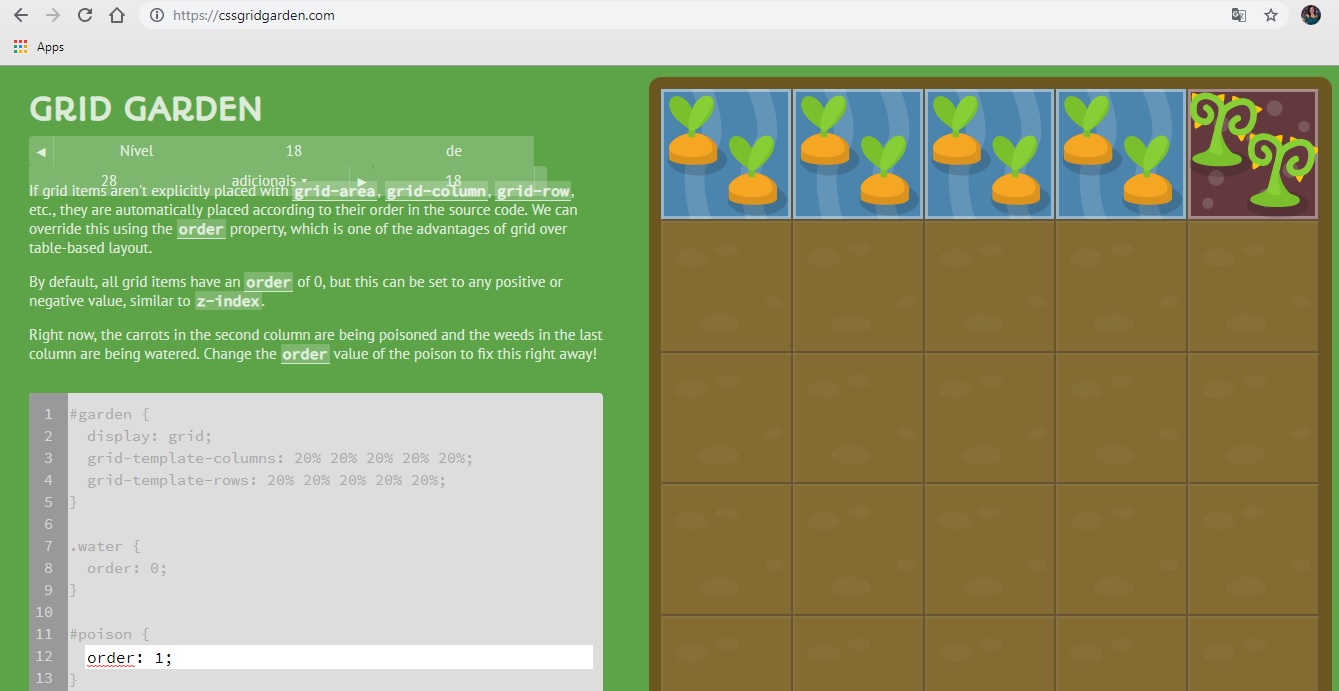 https://cssgridgarden.com
Apps
GRID GARDEN
◀ Nível 18 de
28 adicionais ▾ ▶ 18
If grid items aren't explicitly placed with grid-area, grid-column, grid-row,
etc., they are automatically placed according to their order in the source code. We can
override this using the order property, which is one of the advantages of grid over
table-based layout.
By default, all grid items have an order of 0, but this can be set to any positive or
negative value, similar to z-index.
Right now, the carrots in the second column are being poisoned and the weeds in the last
column are being watered. Change the order value of the poison to fix this right away!
1 #garden {
2 display: grid;
3 grid-template-columns: 20% 20% 20% 20% 20%;
4 grid-template-rows: 20% 20% 20% 20% 20%;
5 }
6
7 .water {
8 order: 0;
9 }
10
11 #poison {
12 order: 1;
13 }